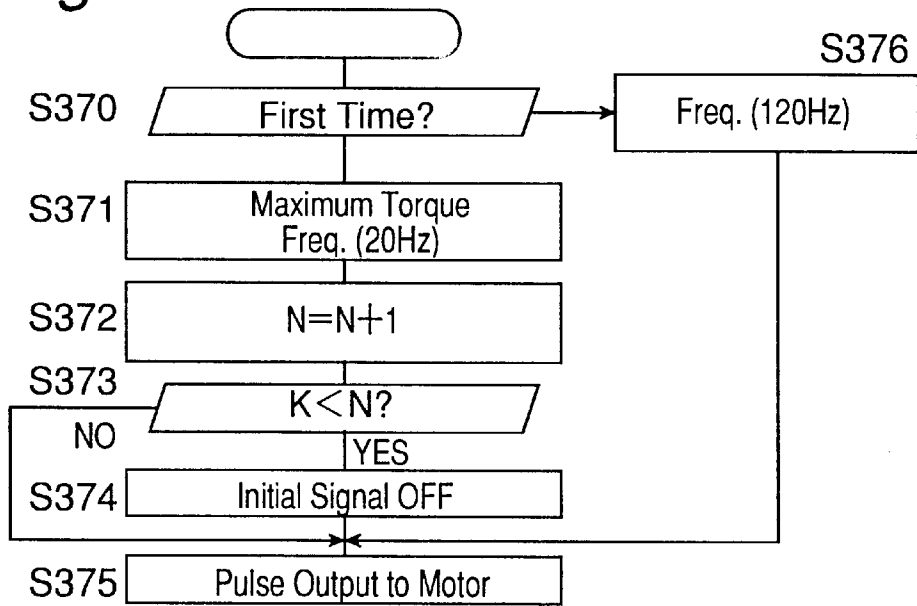 S376
S370
First Time?
Freq. (120Hz)
S371
Maximum Torque
Freq. (20Hz)
S372
N=N+1
S373
K<N?
NO
YES
S374
Initial Signal OFF
S375
Pulse Output to Motor